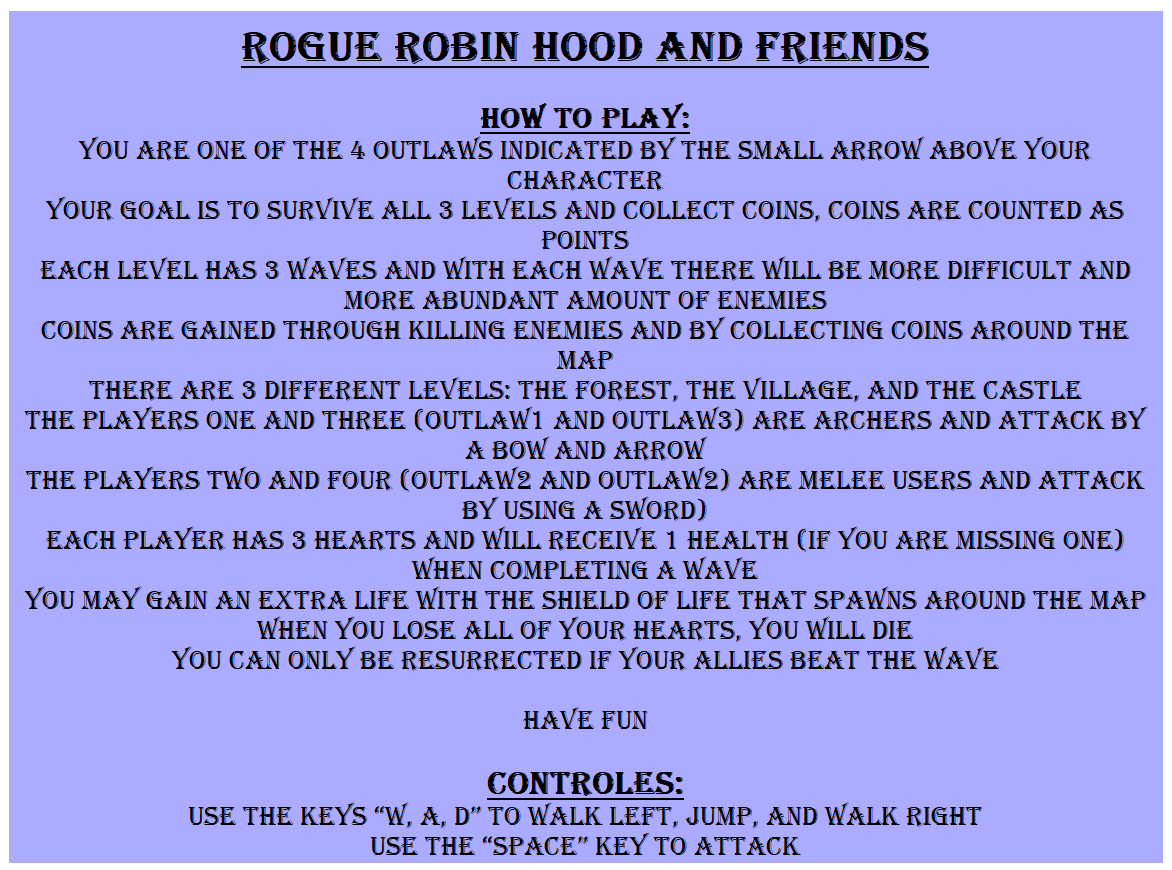 ROGUE ROBIN HOOD AND FRIENDS
HOW TO PLAY:
YOU ARE ONE OF THE 4 OUTLAWS INDICATED BY THE SMALL ARROW ABOVE YOUR
CHARACTER
YOUR GOAL IS TO SURVIVE ALL 3 LEVELS AND COLLECT COINS, COINS ARE COUNTED AS
POINTS
EACH LEVEL HAS 3 WAVES AND WITH EACH WAVE THERE WILL BE MORE DIFFICULT AND
MORE ABUNDANT AMOUNT OF ENEMIES
COINS ARE GAINED THROUGH KILLING ENEMIES AND BY COLLECTING COINS AROUND THE
MAP
THERE ARE 3 DIFFERENT LEVELS: THE FOREST, THE VILLAGE, AND THE CASTLE
THE PLAYERS ONE AND THREE (OUTLAW1 AND OUTLAW3) ARE ARCHERS AND ATTACK BY
A BOW AND ARROW
THE PLAYERS TWO AND FOUR (OUTLAW2 AND OUTLAW2) ARE MELEE USERS AND ATTACK
BY USING A SWORD)
EACH PLAYER HAS 3 HEARTS AND WILL RECEIVE 1 HEALTH (IF YOU ARE MISSING ONE)
WHEN COMPLETING A WAVE
YOU MAY GAIN AN EXTRA LIFE WITH THE SHIELD OF LIFE THAT SPAWNS AROUND THE MAP
WHEN YOU LOSE ALL OF YOUR HEARTS, YOU WILL DIE
YOU CAN ONLY BE RESURRECTED IF YOUR ALLIES BEAT THE WAVE
HAVE FUN
CONTROLES:
USE THE KEYS “W, A, D” TO WALK LEFT, JUMP, AND WALK RIGHT
USE THE “SPACE” KEY TO ATTACK